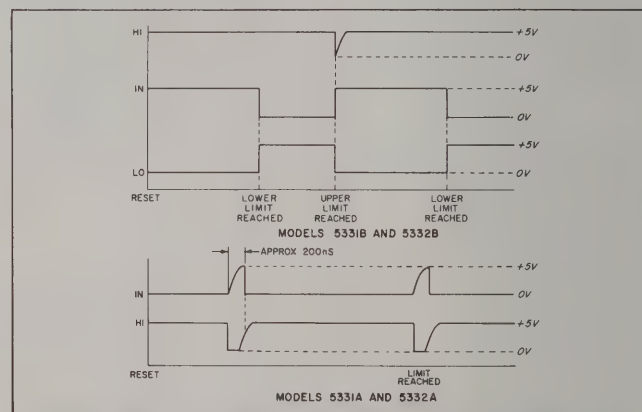 HI
+5V
0V
IN
+5V
0V
+5V
LO
0V
RESET
LOWER LIMIT REACHED
UPPER LIMIT REACHED
LOWER LIMIT REACHED
MODELS 5331B AND 5332B
APPROX 200nS
+5V
IN
0V
HI
+5V
0V
RESET
LIMIT REACHED
MODELS 5331A AND 5332A